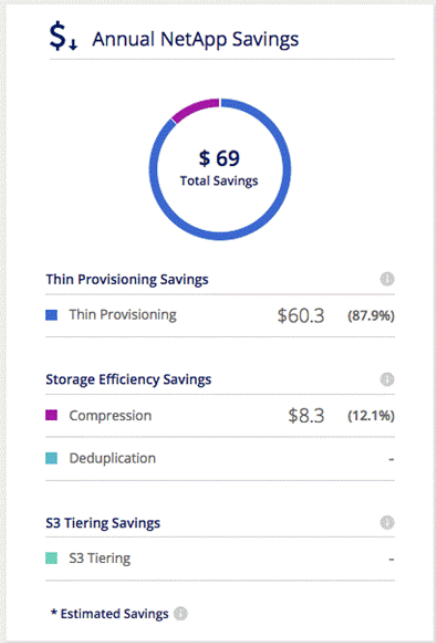 $ Annual NetApp Savings
$ 69
Total Savings
Thin Provisioning Savings
Thin Provisioning $60.3 (87.9%)
Storage Efficiency Savings
Compression $8.3 (12.1%)
Deduplication -
S3 Tiering Savings
S3 Tiering -
* Estimated Savings